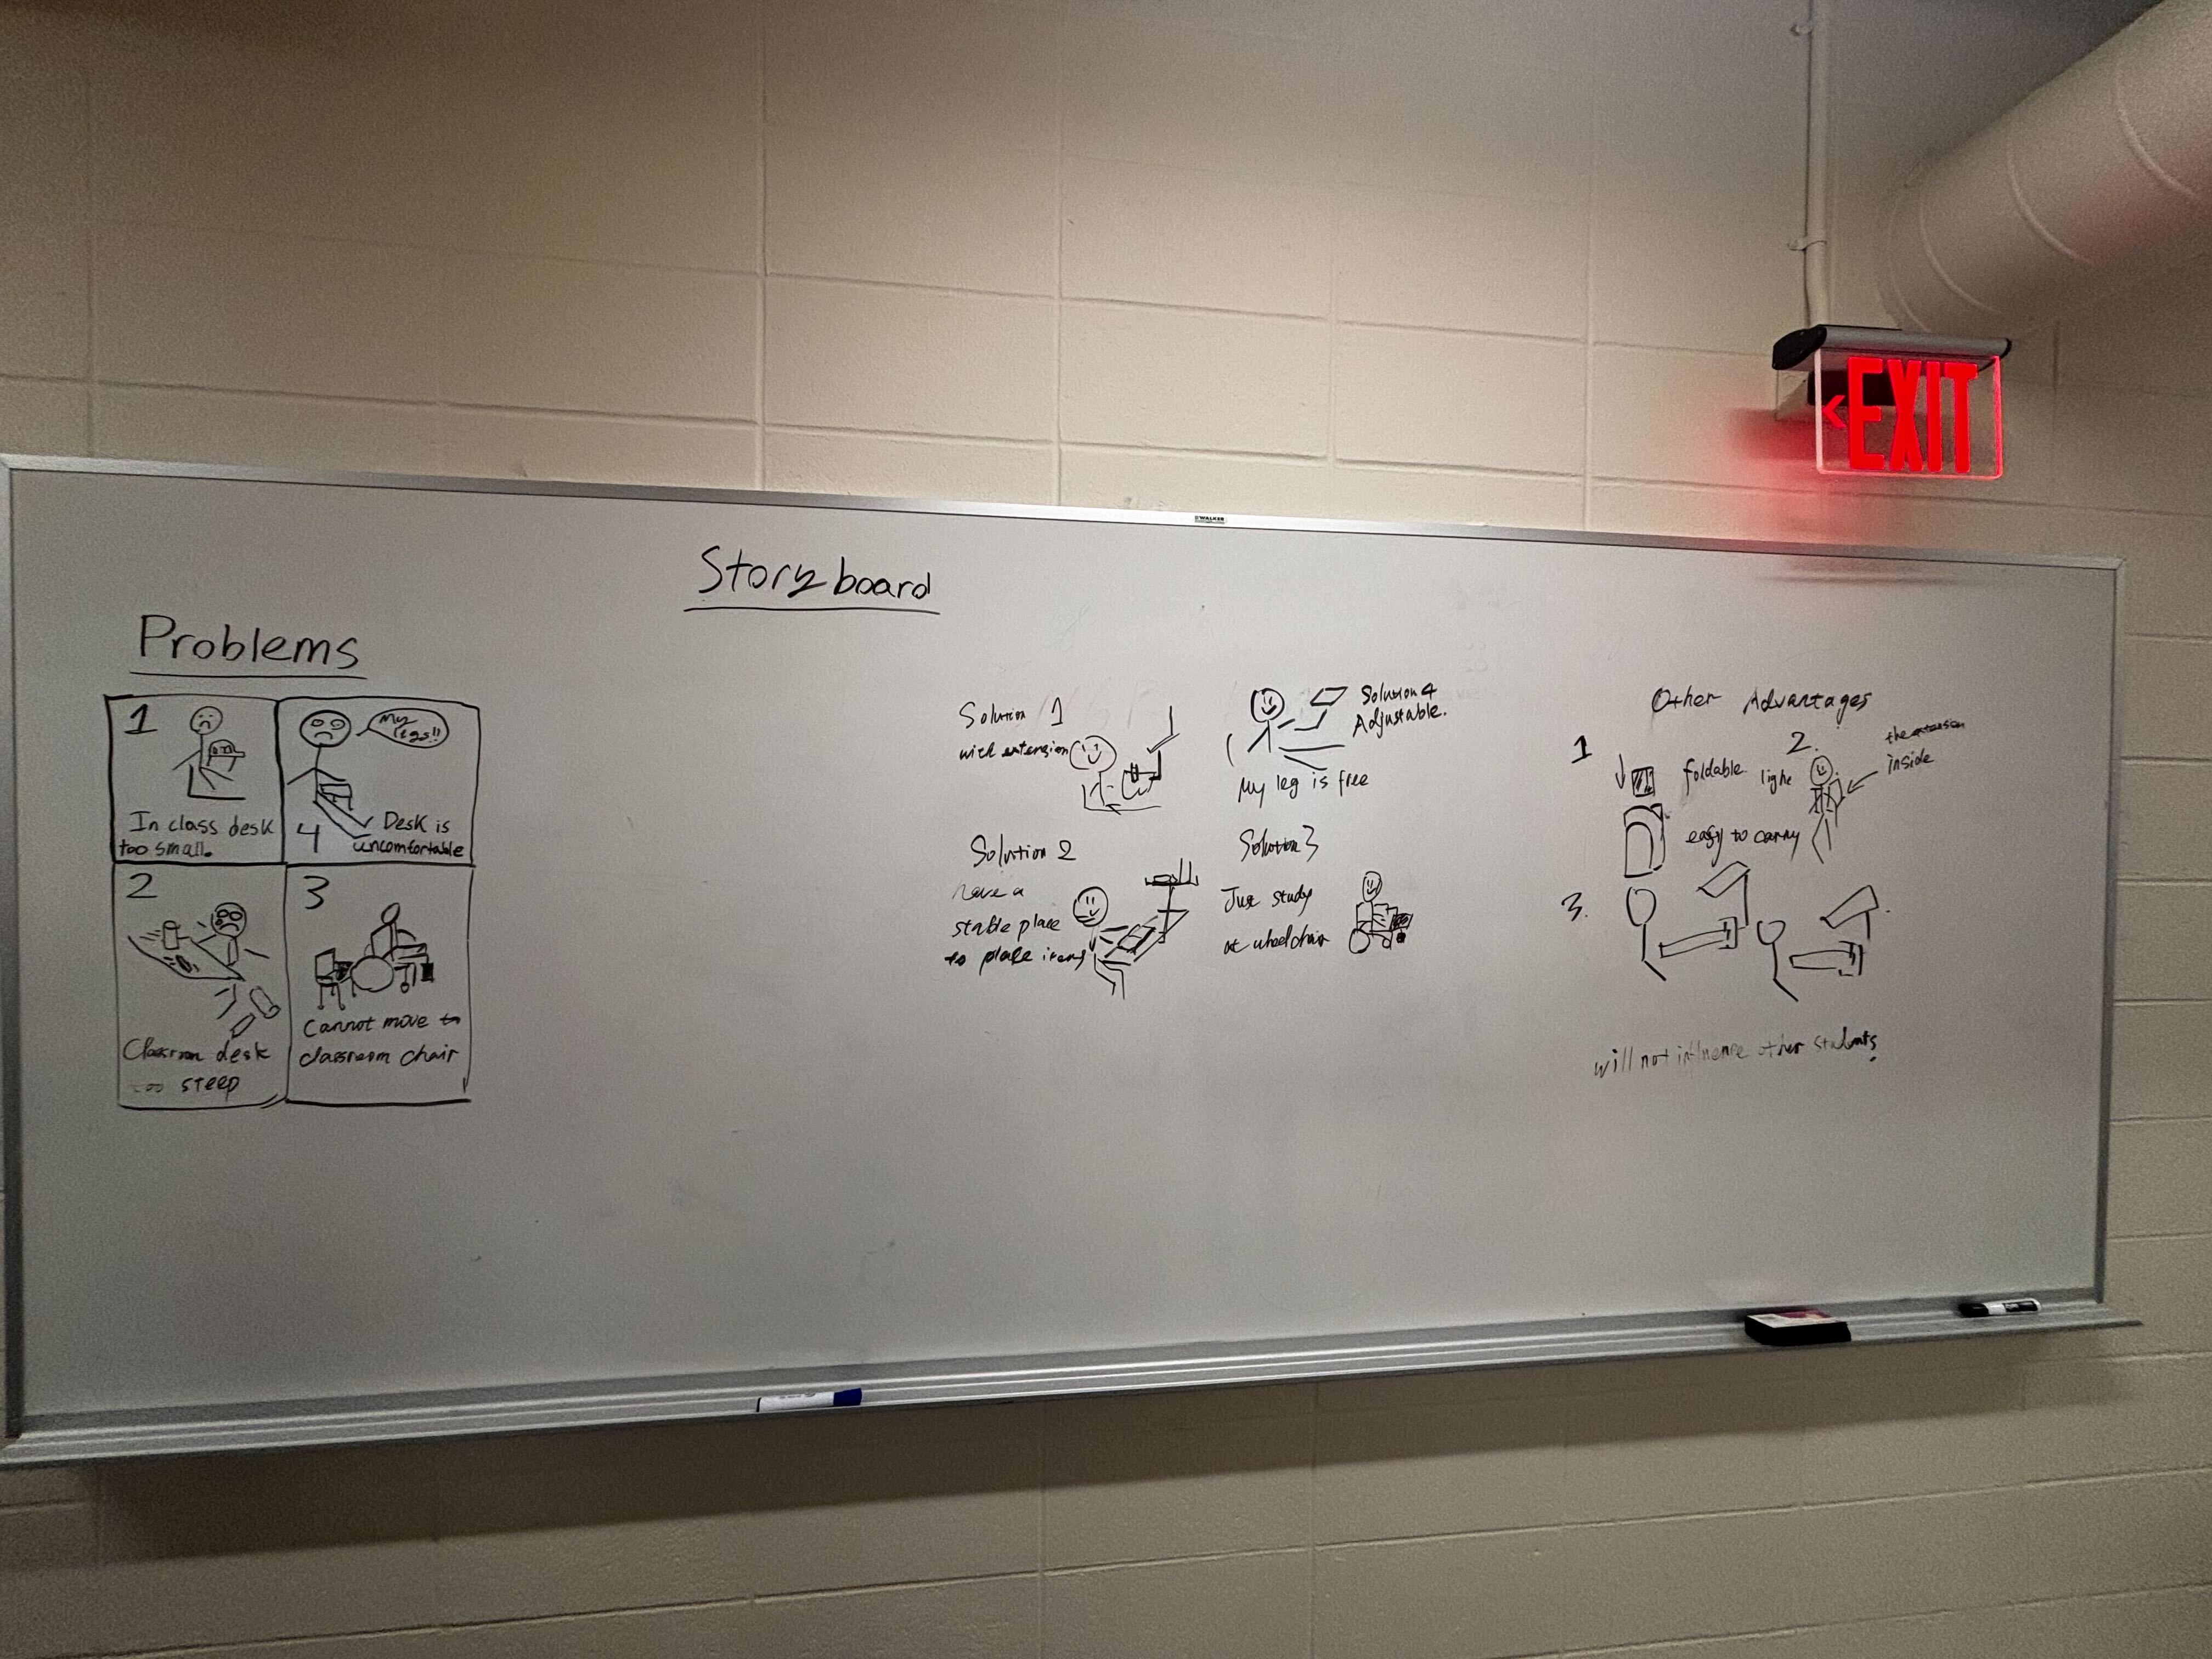 EXIT
Storyboard
Problems
1
In class desk
too small.
My
legs!!
4
Desk is
uncomfortable
2
Classroom desk
too steep
3
Cannot move to
classroom chair
Solution 1
with extension
Solution 4
Adjustable.
My leg is free
Solution 2
have a
stable place
to place items
Solution 3
Just study
at wheelchair
Other Advantages
1
foldable
easy to carry
2.
light
the extension
inside
3.
will not influence other students.